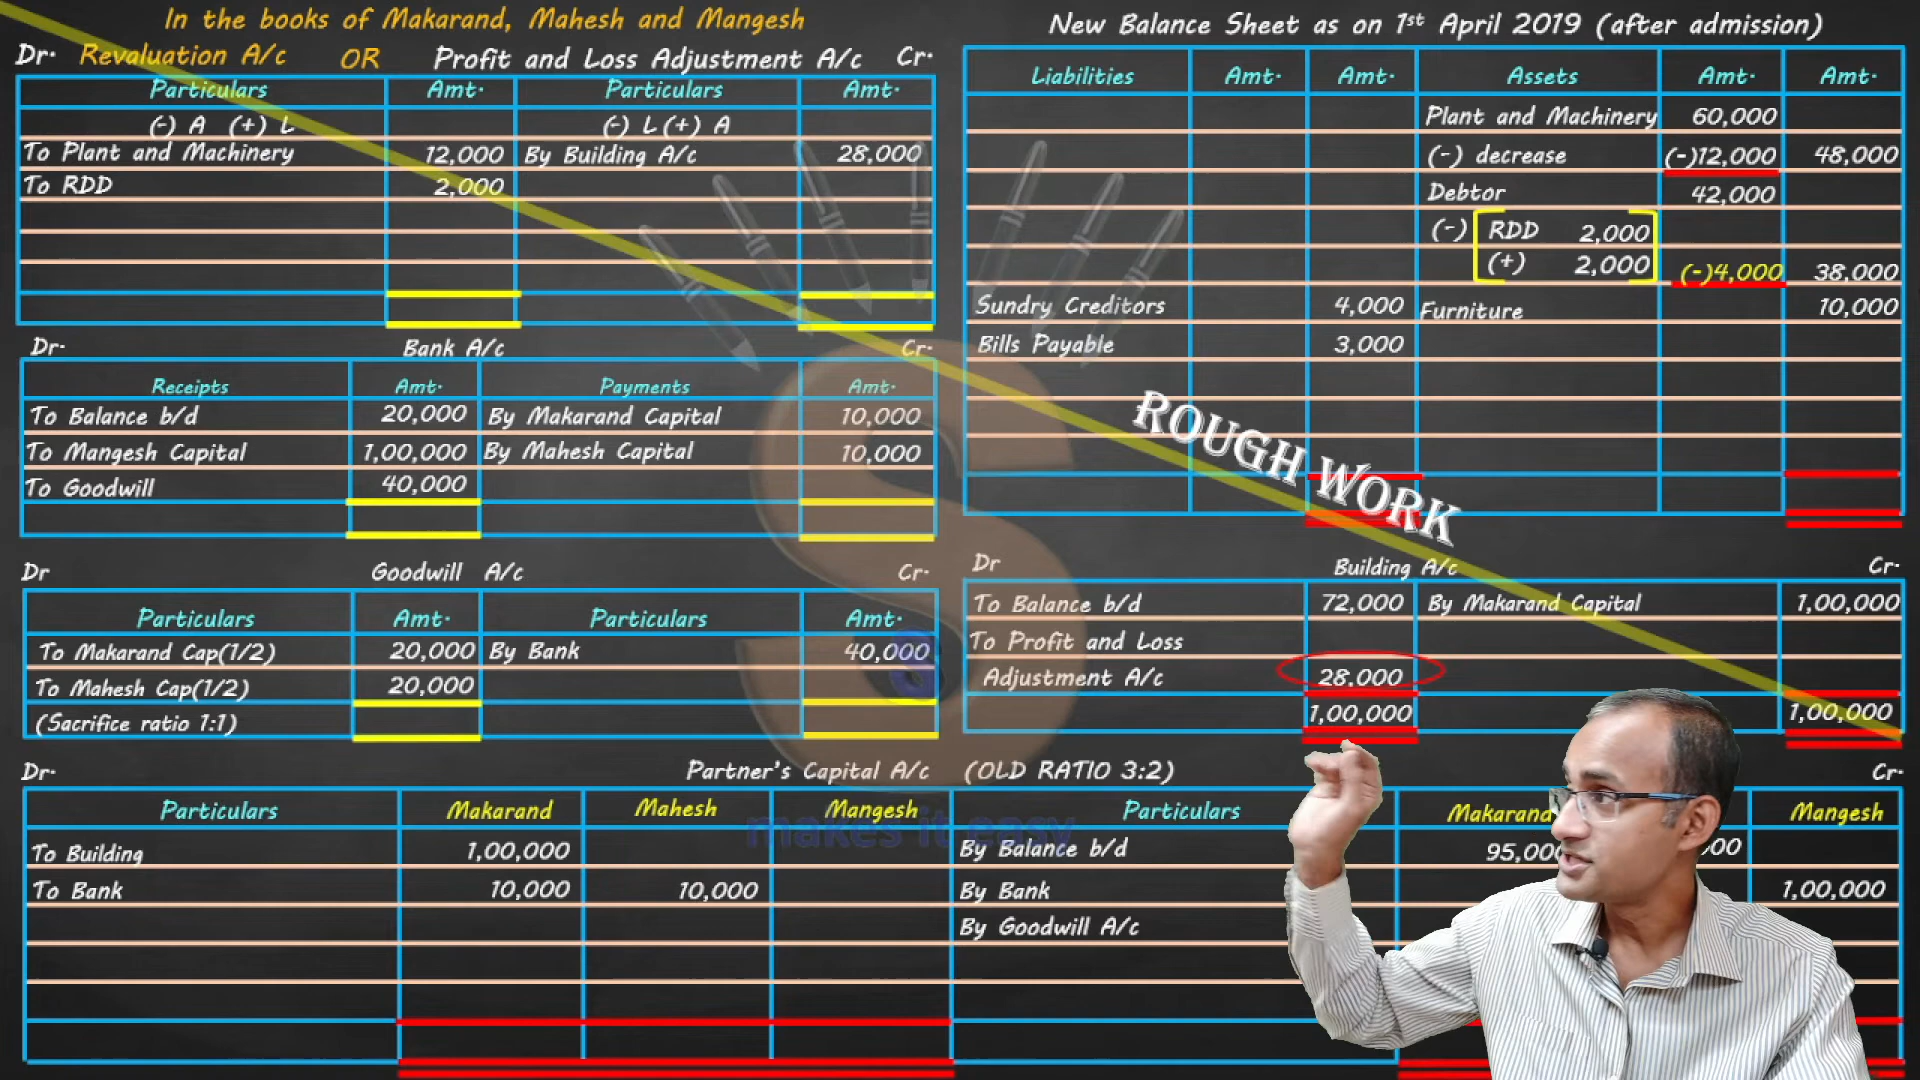 In the books of Makarand, Mahesh and Mangesh
Dr. Revaluation A/c OR Profit and Loss Adjustment A/c Cr.
Particulars Amt. Particulars Amt.
(-) A (+) L (-) L (+) A
To Plant and Machinery 12,000 By Building A/c 28,000
To RDD 2,000
Dr. Bank A/c Cr.
Receipts Amt. Payments Amt.
To Balance b/d 20,000 By Makarand Capital 10,000
To Mangesh Capital 1,00,000 By Mahesh Capital 10,000
To Goodwill 40,000
Dr Goodwill A/c Cr.
Particulars Amt. Particulars Amt.
To Makarand Cap(1/2) 20,000 By Bank 40,000
To Mahesh Cap(1/2) 20,000
(Sacrifice ratio 1:1)
New Balance Sheet as on 1st April 2019 (after admission)
Liabilities Amt. Amt. Assets Amt. Amt.
Plant and Machinery 60,000
(-) decrease (-)12,000 48,000
Debtor 42,000
(-) RDD 2,000
(+) 2,000 (-)4,000 38,000
Sundry Creditors 4,000 Furniture 10,000
Bills Payable 3,000
ROUGH WORK
Dr Building A/c Cr.
To Balance b/d 72,000 By Makarand Capital 1,00,000
To Profit and Loss
Adjustment A/c 28,000
1,00,000 1,00,000
Dr. Partner's Capital A/c (OLD RATIO 3:2) Cr.
Particulars Makarand Mahesh Mangesh Particulars Makarand Mangesh
To Building 1,00,000 By Balance b/d
To Bank 10,000 10,000 By Bank 1,00,000
By Goodwill A/c
S
makes it easy